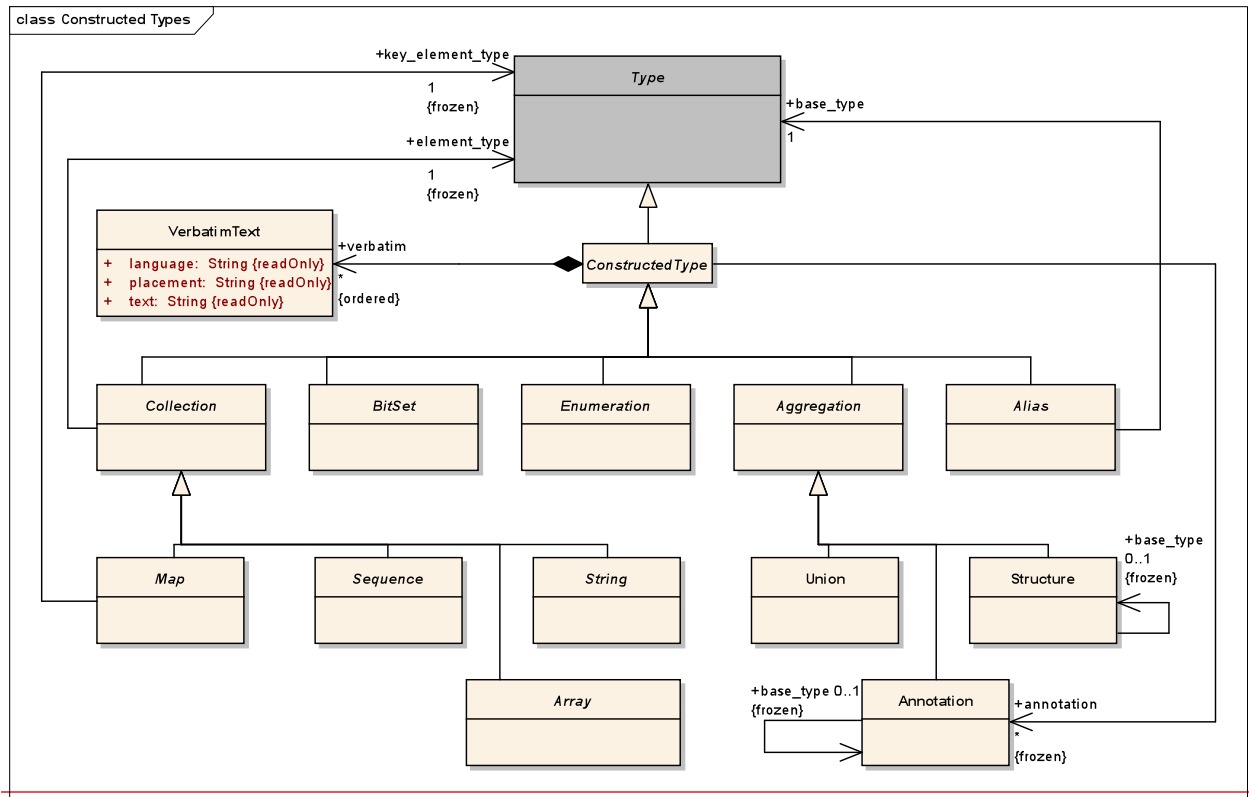 class Constructed Types
+key_element_type
1
{frozen}
Type
+base_type
1
+element_type
1
{frozen}
VerbatimText
+ language: String {readOnly}
+ placement: String {readOnly}
+ text: String {readOnly}
+verbatim
*
{ordered}
ConstructedType
Collection
BitSet
Enumeration
Aggregation
Alias
Map
Sequence
String
Union
Structure
+base_type
0..1
{frozen}
Array
+base_type 0..1
{frozen}
Annotation
+annotation
*
{frozen}